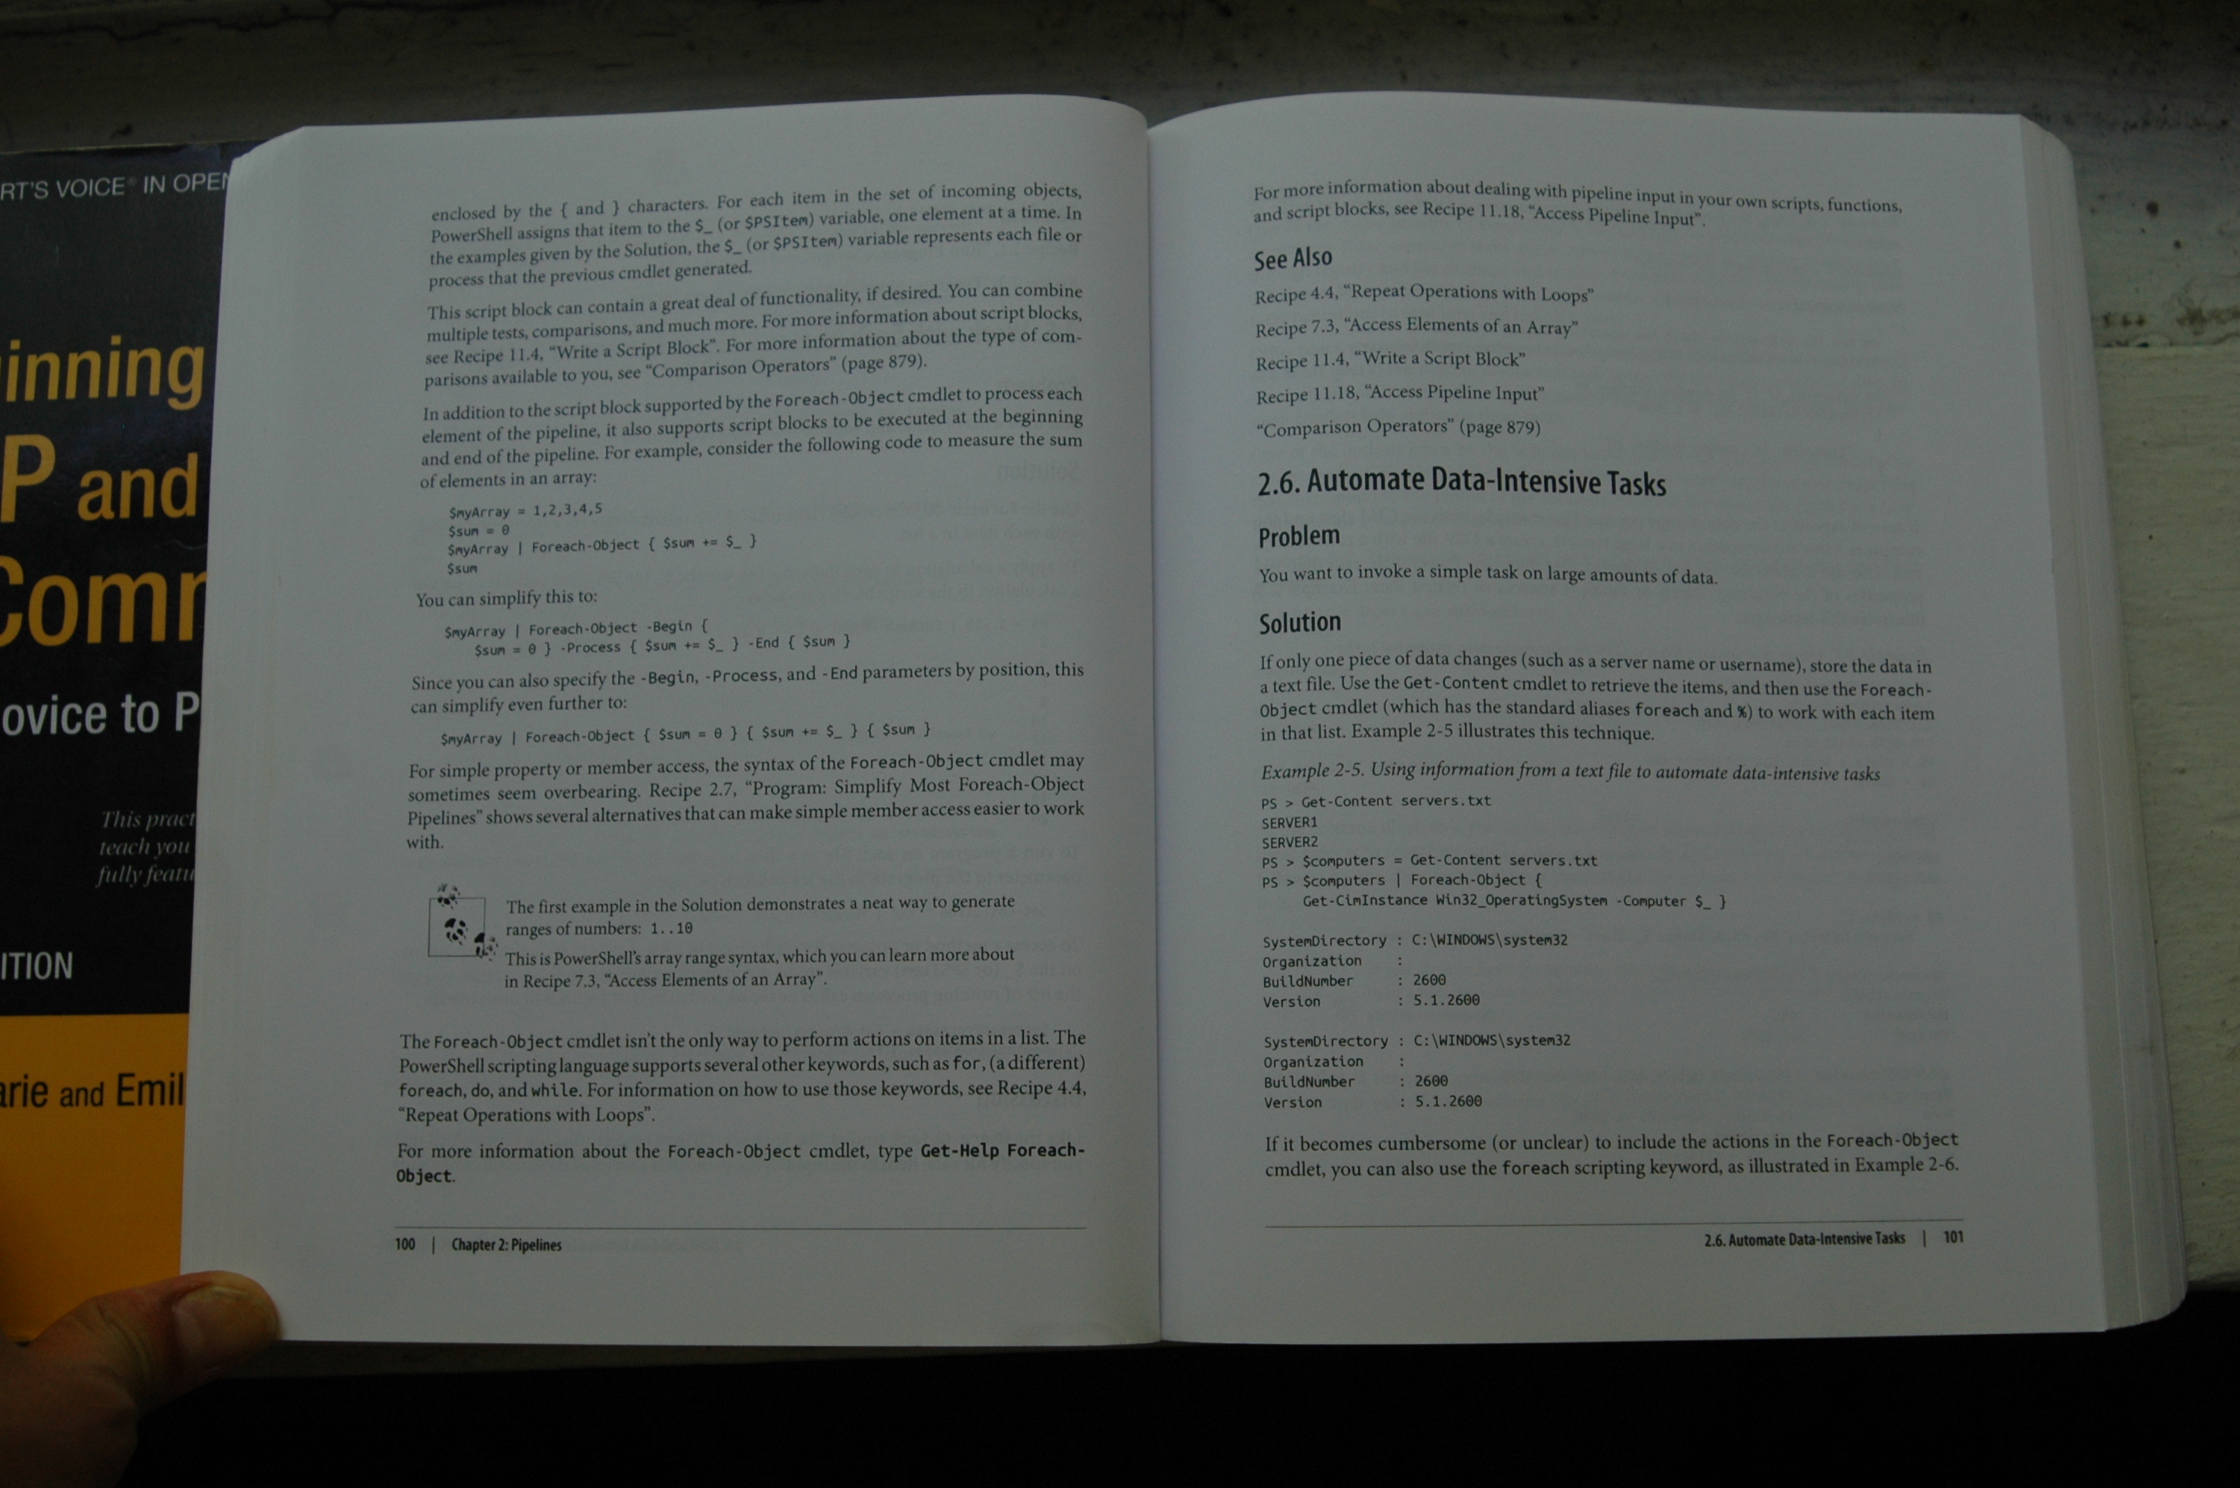 RT'S VOICE® IN OPEN
inning
P and
Comm
ovice to P
This pract
teach you
fully featu
ITION
arie and Emil
enclosed by the { and } characters. For each item in the set of incoming objects,
PowerShell assigns that item to the $_ (or $PSItem) variable, one element at a time. In
the examples given by the Solution, the $_ (or $PSItem) variable represents each file or
process that the previous cmdlet generated.
This script block can contain a great deal of functionality, if desired. You can combine
multiple tests, comparisons, and much more. For more information about script blocks,
see Recipe 11.4, “Write a Script Block”. For more information about the type of com-
parisons available to you, see “Comparison Operators” (page 879).
In addition to the script block supported by the Foreach-Object cmdlet to process each
element of the pipeline, it also supports script blocks to be executed at the beginning
and end of the pipeline. For example, consider the following code to measure the sum
of elements in an array:
$myArray = 1,2,3,4,5
$sum = 0
$myArray | Foreach-Object { $sum += $_ }
$sum
You can simplify this to:
$myArray | Foreach-Object -Begin {
$sum = 0 } -Process { $sum += $_ } -End { $sum }
Since you can also specify the -Begin, -Process, and -End parameters by position, this
can simplify even further to:
$myArray | Foreach-Object { $sum = 0 } { $sum += $_ } { $sum }
For simple property or member access, the syntax of the Foreach-Object cmdlet may
sometimes seem overbearing. Recipe 2.7, “Program: Simplify Most Foreach-Object
Pipelines” shows several alternatives that can make simple member access easier to work
with.
The first example in the Solution demonstrates a neat way to generate
ranges of numbers: 1..10
This is PowerShell’s array range syntax, which you can learn more about
in Recipe 7.3, “Access Elements of an Array”.
The Foreach-Object cmdlet isn’t the only way to perform actions on items in a list. The
PowerShell scripting language supports several other keywords, such as for, (a different)
foreach, do, and while. For information on how to use those keywords, see Recipe 4.4,
“Repeat Operations with Loops”.
For more information about the Foreach-Object cmdlet, type Get-Help Foreach-
Object.
100 | Chapter 2: Pipelines
For more information about dealing with pipeline input in your own scripts, functions,
and script blocks, see Recipe 11.18, “Access Pipeline Input”.
See Also
Recipe 4.4, “Repeat Operations with Loops”
Recipe 7.3, “Access Elements of an Array”
Recipe 11.4, “Write a Script Block”
Recipe 11.18, “Access Pipeline Input”
“Comparison Operators” (page 879)
2.6. Automate Data-Intensive Tasks
Problem
You want to invoke a simple task on large amounts of data.
Solution
If only one piece of data changes (such as a server name or username), store the data in
a text file. Use the Get-Content cmdlet to retrieve the items, and then use the Foreach-
Object cmdlet (which has the standard aliases foreach and %) to work with each item
in that list. Example 2-5 illustrates this technique.
Example 2-5. Using information from a text file to automate data-intensive tasks
PS > Get-Content servers.txt
SERVER1
SERVER2
PS > $computers = Get-Content servers.txt
PS > $computers | Foreach-Object {
Get-CimInstance Win32_OperatingSystem -Computer $_ }
SystemDirectory : C:\WINDOWS\system32
Organization :
BuildNumber : 2600
Version : 5.1.2600
SystemDirectory : C:\WINDOWS\system32
Organization :
BuildNumber : 2600
Version : 5.1.2600
If it becomes cumbersome (or unclear) to include the actions in the Foreach-Object
cmdlet, you can also use the foreach scripting keyword, as illustrated in Example 2-6.
2.6. Automate Data-Intensive Tasks | 101